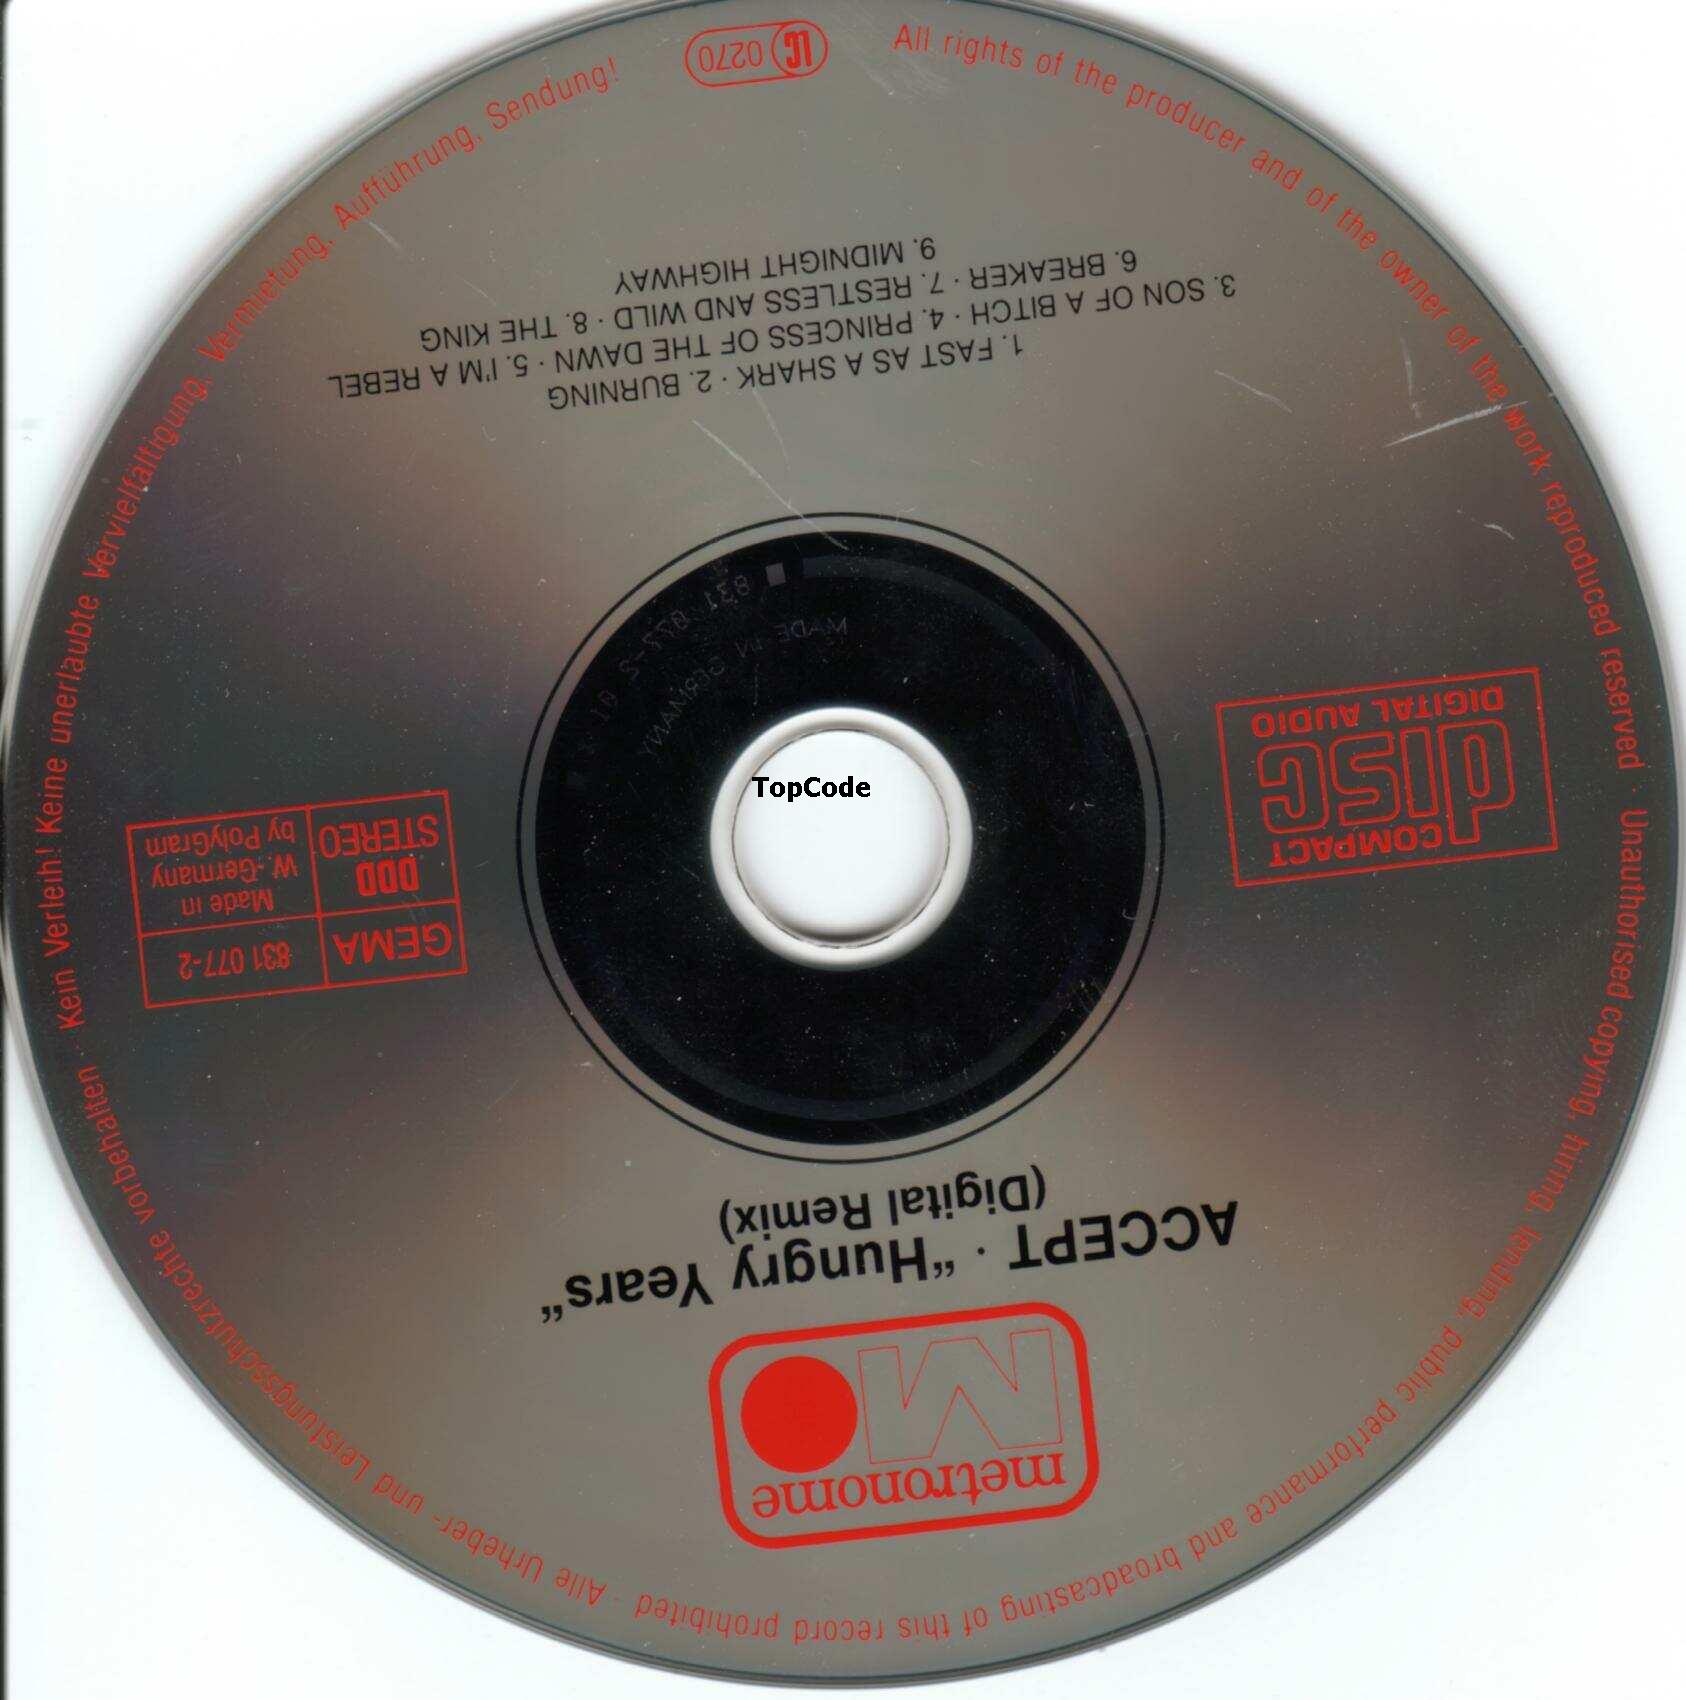 metronome
M
ACCEPT · "Hungry Years"
(Digital Remix)
COMPACT
disc
DIGITAL AUDIO
GEMA
831 077-2
DDD
STEREO
Made in
W.-Germany
by PolyGram
TopCode
831 077-2 01
MADE IN GERMANY
1. FAST AS A SHARK · 2. BURNING
3. SON OF A BITCH · 4. PRINCESS OF THE DAWN · 5. I'M A REBEL
6. BREAKER · 7. RESTLESS AND WILD · 8. THE KING
9. MIDNIGHT HIGHWAY
LC 0270
All rights of the producer and of the owner of the work reproduced reserved · Unauthorised copying, hiring, lending, public performance and broadcasting of this record prohibited · Alle Urheber- und Leistungsschutzrechte vorbehalten · Kein Verleih! Keine unerlaubte Vervielfältigung, Vermietung, Aufführung, Sendung!